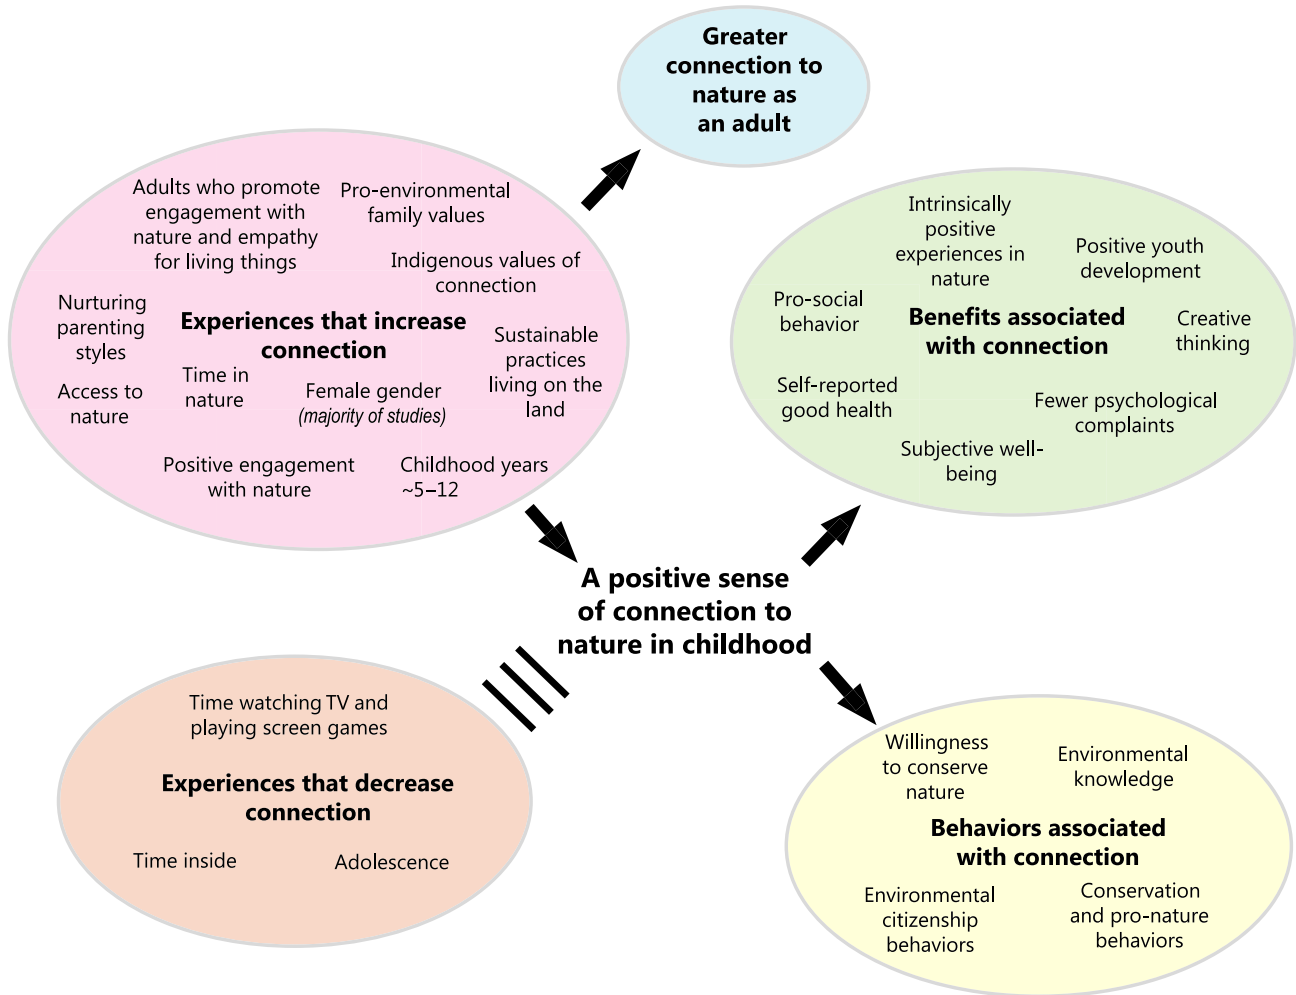 Greater
connection to
nature as
an adult
Adults who promote
engagement with
nature and empathy
for living things
Pro-environmental
family values
Indigenous values of
connection
Nurturing
parenting
styles
Experiences that increase
connection
Sustainable
practices
living on the
land
Access to
nature
Time in
nature
Female gender
(majority of studies)
Positive engagement
with nature
Childhood years
~5–12
Intrinsically
positive
experiences in
nature
Positive youth
development
Pro-social
behavior
Benefits associated
with connection
Creative
thinking
Self-reported
good health
Fewer psychological
complaints
Subjective well-
being
A positive sense
of connection to
nature in childhood
Time watching TV and
playing screen games
Experiences that decrease
connection
Time inside
Adolescence
Willingness
to conserve
nature
Environmental
knowledge
Behaviors associated
with connection
Environmental
citizenship
behaviors
Conservation
and pro-nature
behaviors